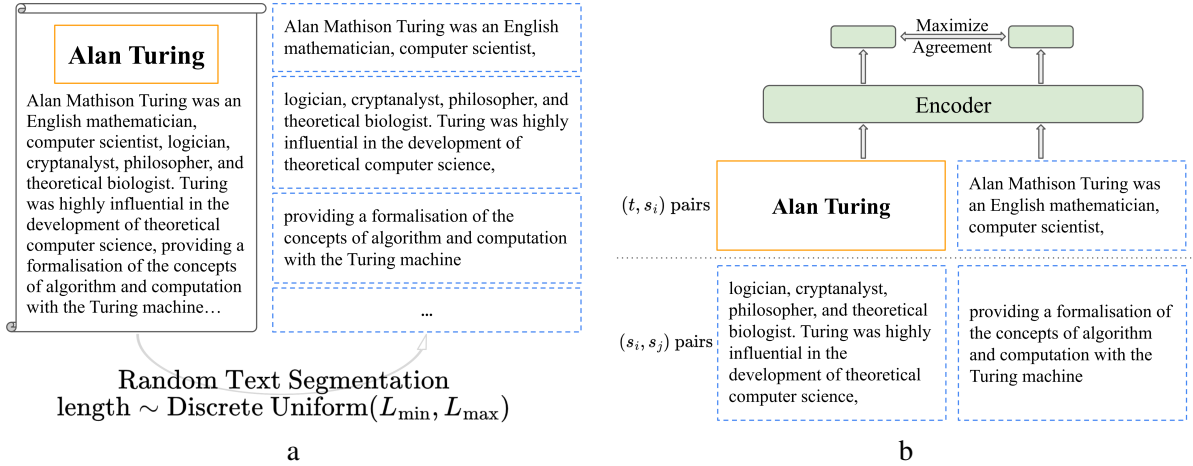 Alan Turing
Alan Mathison Turing was an
English mathematician,
computer scientist, logician,
cryptanalyst, philosopher, and
theoretical biologist. Turing
was highly influential in the
development of theoretical
computer science, providing a
formalisation of the concepts
of algorithm and computation
with the Turing machine…
Alan Mathison Turing was an English
mathematician, computer scientist,
logician, cryptanalyst, philosopher, and
theoretical biologist. Turing was highly
influential in the development of
theoretical computer science,
providing a formalisation of the
concepts of algorithm and computation
with the Turing machine
...
Random Text Segmentation
length ∼ Discrete Uniform(L_min, L_max)
a
Maximize
Agreement
Encoder
(t, s_i) pairs
Alan Turing
Alan Mathison Turing was
an English mathematician,
computer scientist,
(s_i, s_j) pairs
logician, cryptanalyst,
philosopher, and theoretical
biologist. Turing was highly
influential in the
development of theoretical
computer science,
providing a formalisation of
the concepts of algorithm
and computation with the
Turing machine
b